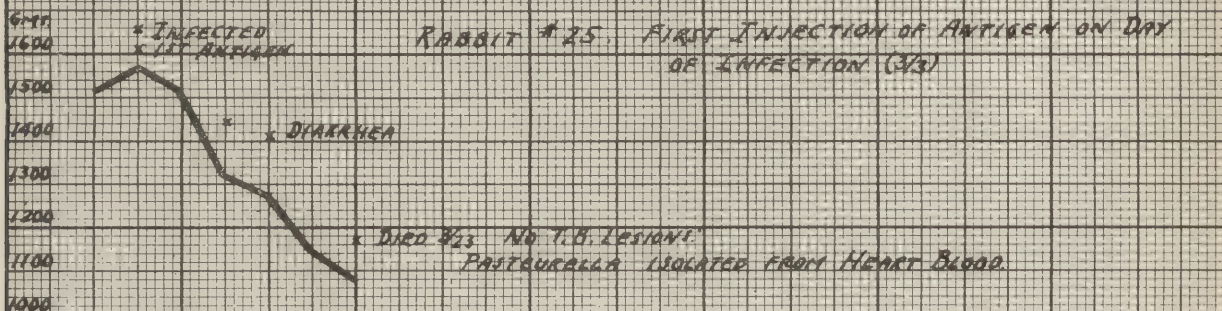 GMS.
1600
* INFECTED
* 1ST ANTIGEN
RABBIT #25. FIRST INJECTION OF ANTIGEN ON DAY
OF INFECTION (3/3)
1500
1400
* * DIARRHEA
1300
1200
* DIED 3/23 NO T.B. LESIONS.
1100
PASTEURELLA ISOLATED FROM HEART BLOOD.
1000